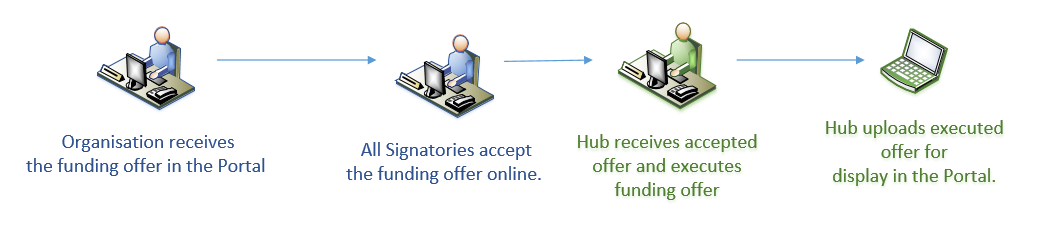 Organisation receives
the funding offer in the Portal
All Signatories accept
the funding offer online.
Hub receives accepted
offer and executes
funding offer
Hub uploads executed
offer for
display in the Portal.